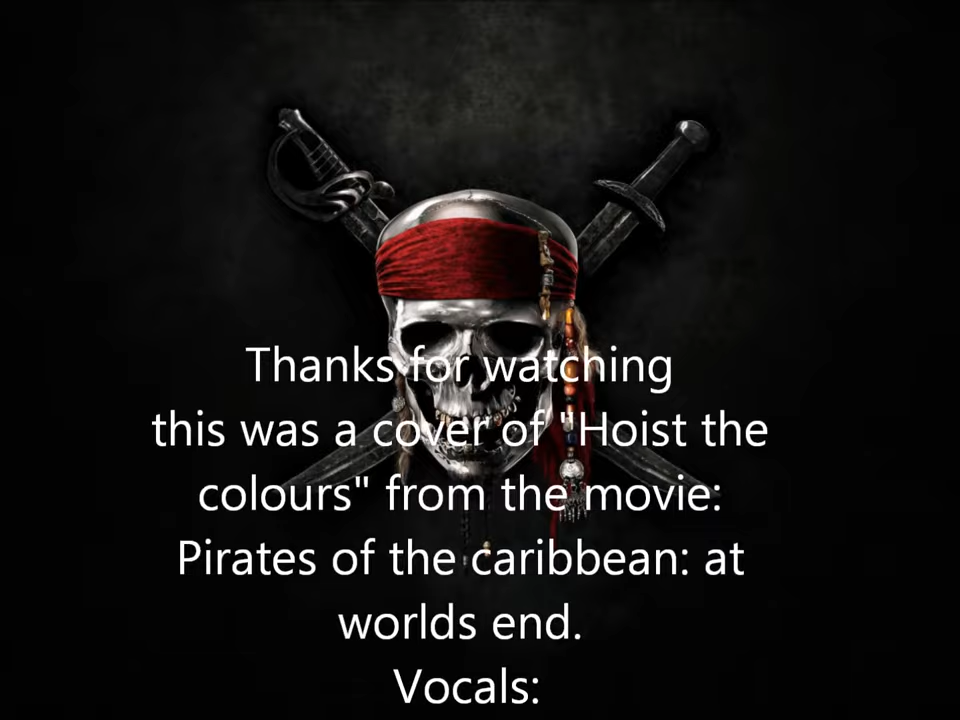 Thanks for watching
this was a cover of "Hoist the
colours" from the movie:
Pirates of the caribbean: at
worlds end.
Vocals: